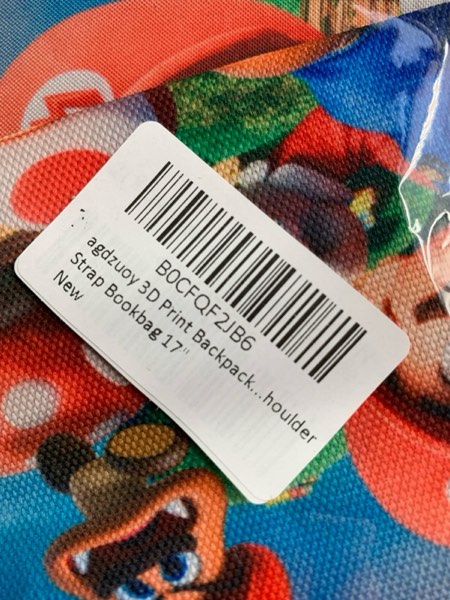 B0CFQF2JB6
agdzuoy 3D Print Backpack...houlder
Strap Bookbag 17"
New